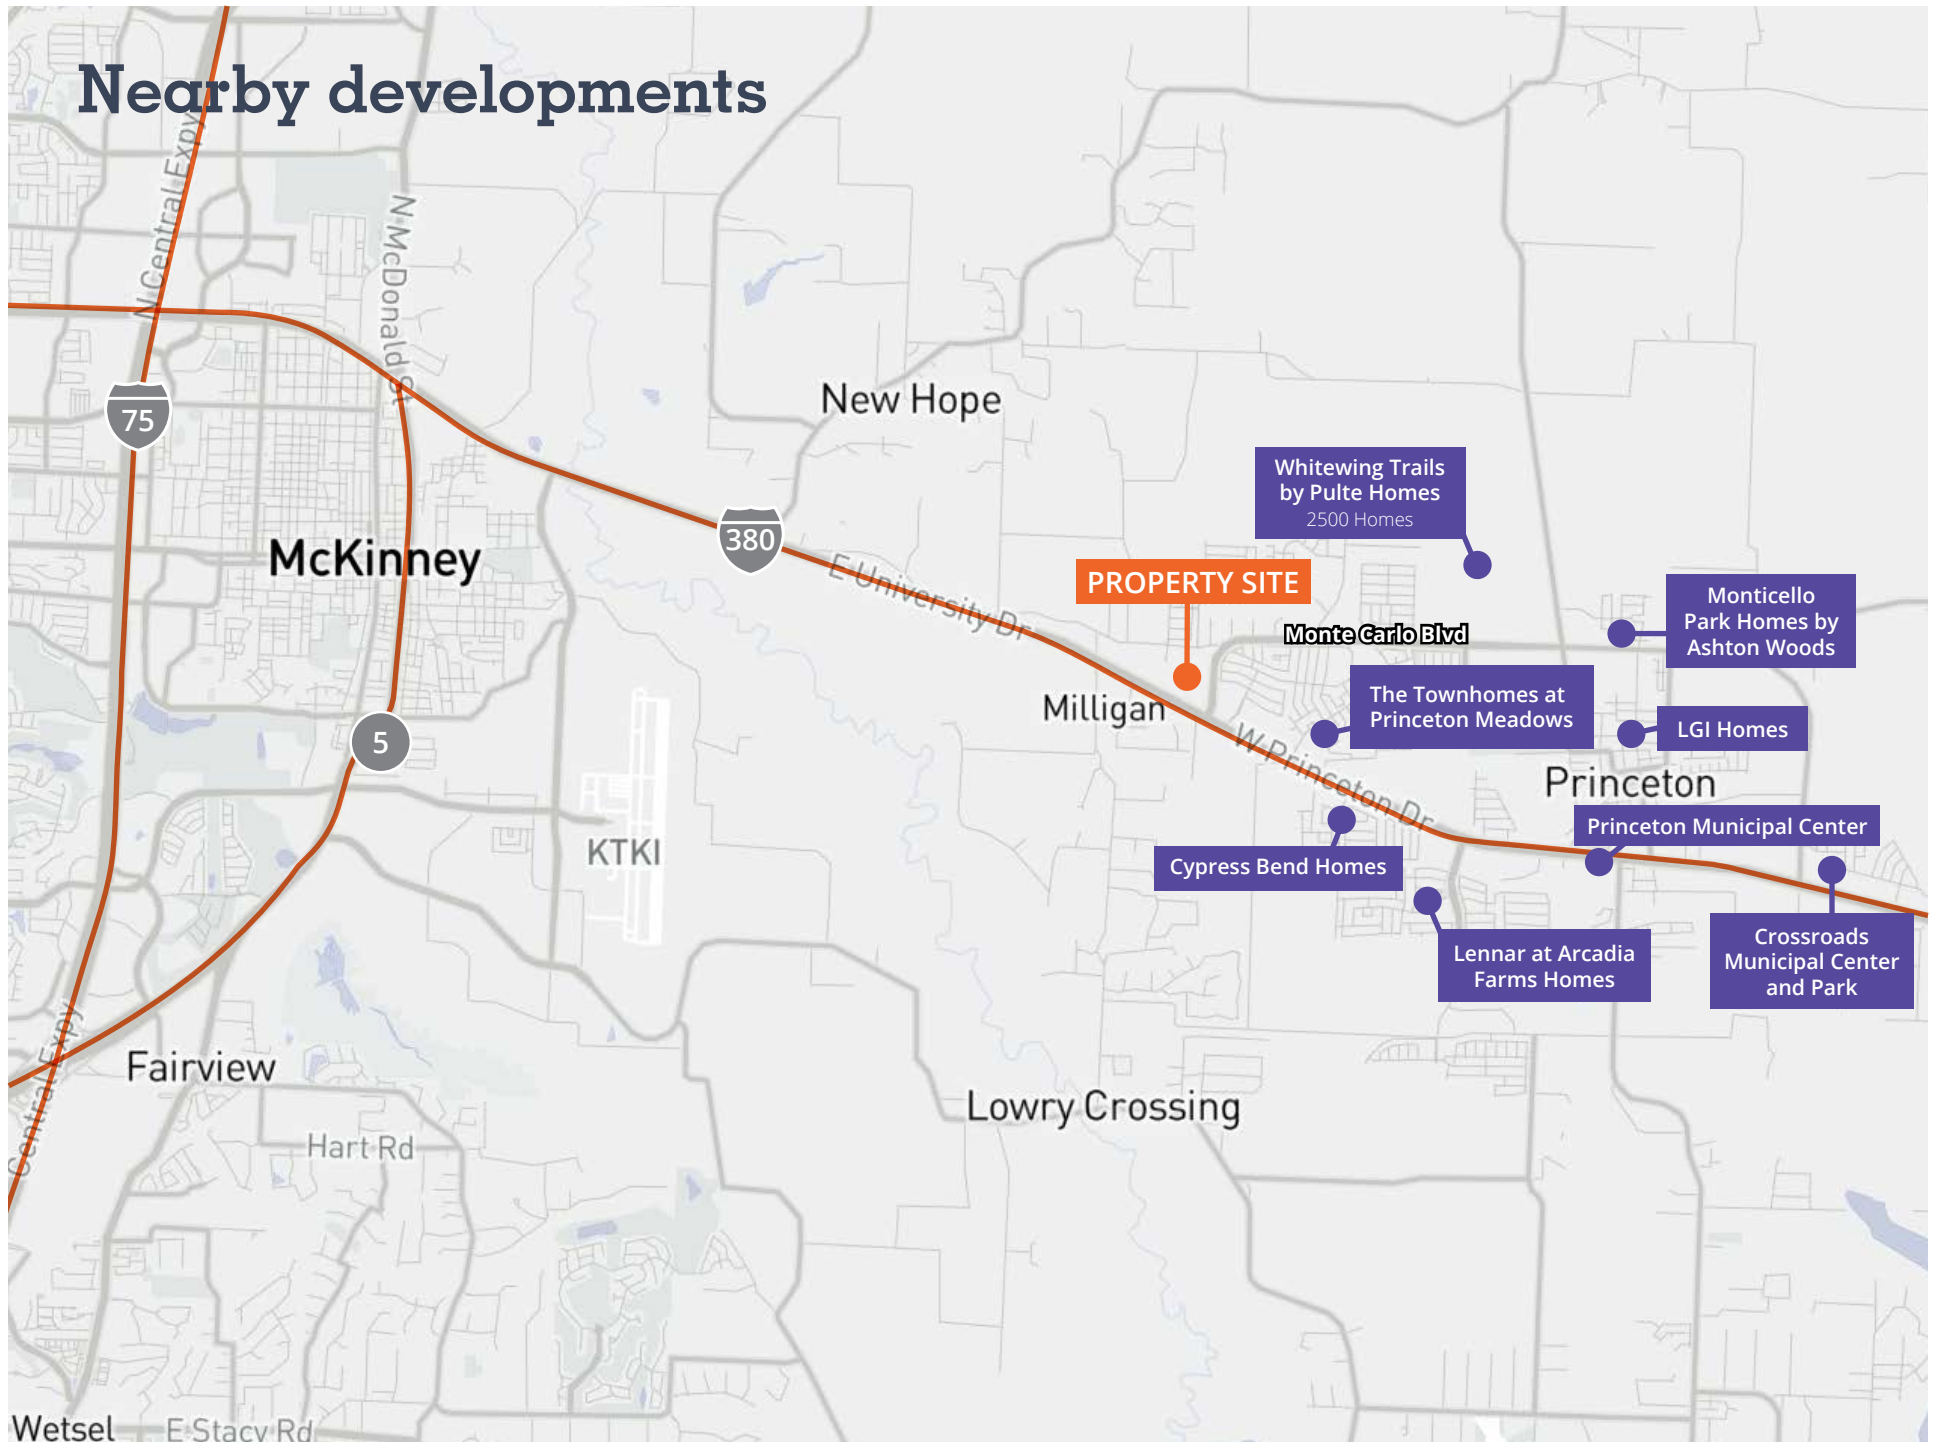 Nearby developments
N Central Expy
N McDonald St
75
New Hope
McKinney
380
E University Dr
Whitewing Trails
by Pulte Homes
2500 Homes
PROPERTY SITE
Monte Carlo Blvd
Monticello
Park Homes by
Ashton Woods
Milligan
The Townhomes at
Princeton Meadows
LGI Homes
5
W Princeton Dr
Princeton
Princeton Municipal Center
KTKI
Cypress Bend Homes
Lennar at Arcadia
Farms Homes
Crossroads
Municipal Center
and Park
Central Expy
Fairview
Lowry Crossing
Hart Rd
Wetsel
E Stacy Rd